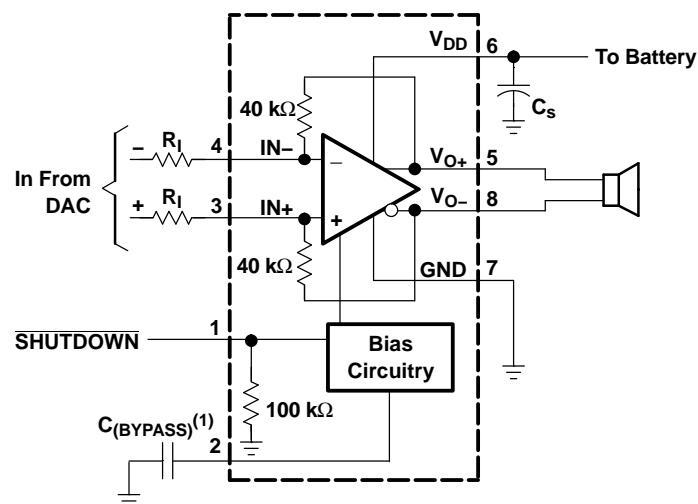 V_DD 6
To Battery
40 kΩ
C_s
R_I 4 IN−
−
−
V_O+ 5
In From
DAC
V_O− 8
+
R_I 3 IN+
+
40 kΩ
GND 7
SHUTDOWN 1
Bias
Circuitry
100 kΩ
C(BYPASS)(1) 2